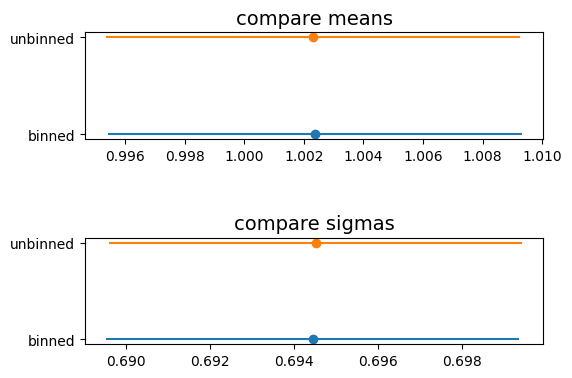 compare means
unbinned
binned
0.996 0.998 1.000 1.002 1.004 1.006 1.008 1.010
compare sigmas
unbinned
binned
0.690 0.692 0.694 0.696 0.698